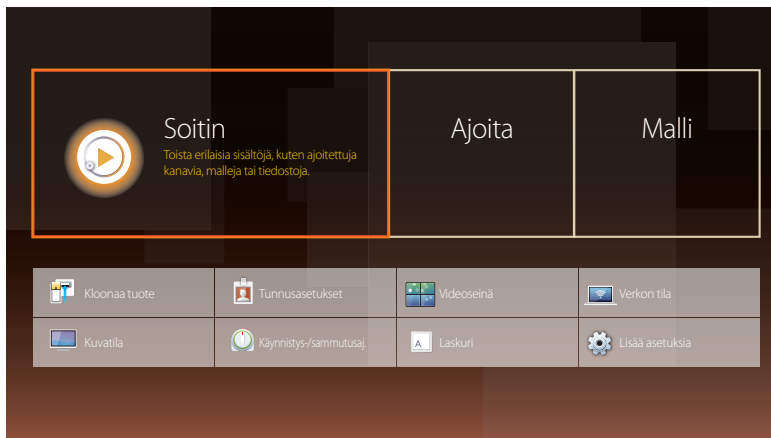 Soitin
Toista erilaisia sisältöjä, kuten ajoitettuja
kanavia, malleja tai tiedostoja.
Ajoita
Malli
Kloonaa tuote
Tunnusasetukset
Videoseinä
Verkon tila
Kuvatila
Käynnistys-/sammutusaj.
A
Laskuri
Lisää asetuksia